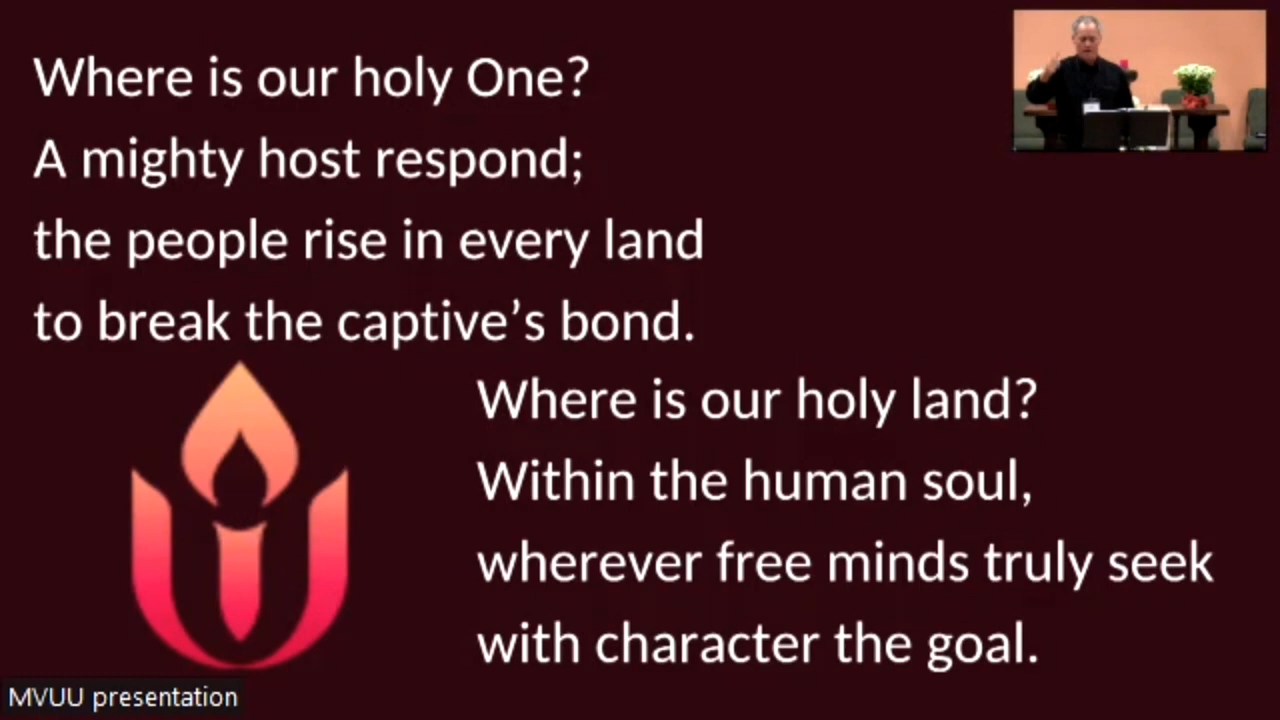 Where is our holy One?
A mighty host respond;
the people rise in every land
to break the captive’s bond.
Where is our holy land?
Within the human soul,
wherever free minds truly seek
with character the goal.
MVUU presentation